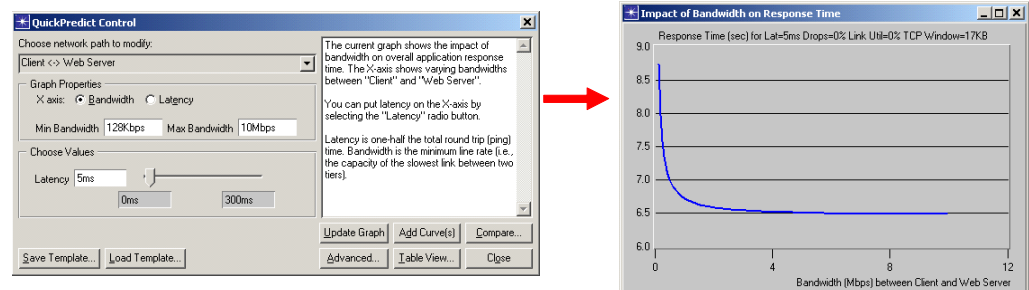 QuickPredict Control
Choose network path to modify:
Client <-> Web Server
Graph Properties
X axis: Bandwidth Latency
Min Bandwidth 128Kbps Max Bandwidth 10Mbps
Choose Values
Latency 5ms
0ms 300ms
Save Template... Load Template...
The current graph shows the impact of
bandwidth on overall application response
time. The X-axis shows varying bandwidths
between "Client" and "Web Server".
You can put latency on the X-axis by
selecting the "Latency" radio button.
Latency is one-half the total round trip (ping)
time. Bandwidth is the minimum line rate (i.e.,
the capacity of the slowest link between two
tiers).
Update Graph Add Curve(s) Compare...
Advanced... Table View... Close
Impact of Bandwidth on Response Time
Response Time (sec) for Lat=5ms Drops=0% Link Util=0% TCP Window=17KB
9.0
8.5
8.0
7.5
7.0
6.5
6.0
0 4 8 12
Bandwidth (Mbps) between Client and Web Server